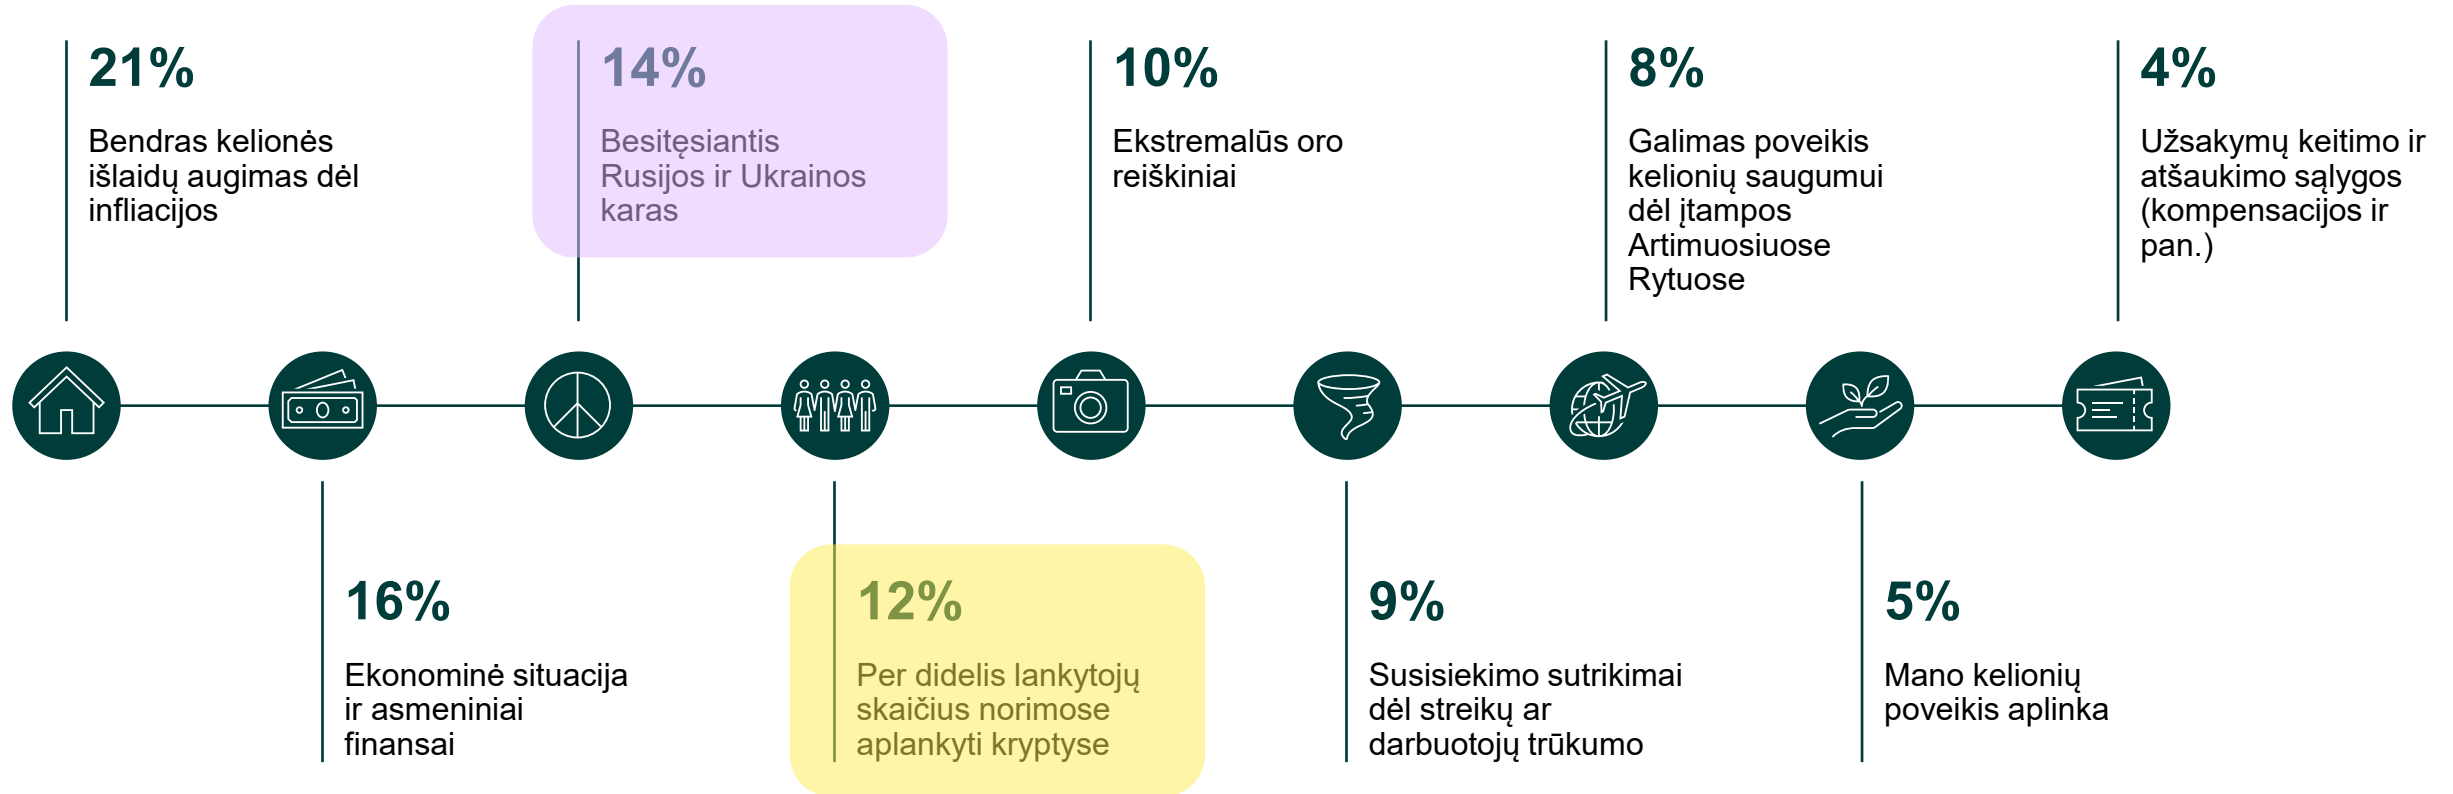 21%
Bendras kelionės
išlaidų augimas dėl
infliacijos
14%
Besitęsiantis
Rusijos ir Ukrainos
karas
10%
Ekstremalūs oro
reiškiniai
8%
Galimas poveikis
kelionių saugumui
dėl įtampos
Artimuosiuose
Rytuose
4%
Užsakymų keitimo ir
atšaukimo sąlygos
(kompensacijos ir
pan.)
16%
Ekonominė situacija
ir asmeniniai
finansai
12%
Per didelis lankytojų
skaičius norimose
aplankyti kryptyse
9%
Susisiekimo sutrikimai
dėl streikų ar
darbuotojų trūkumo
5%
Mano kelionių
poveikis aplinka